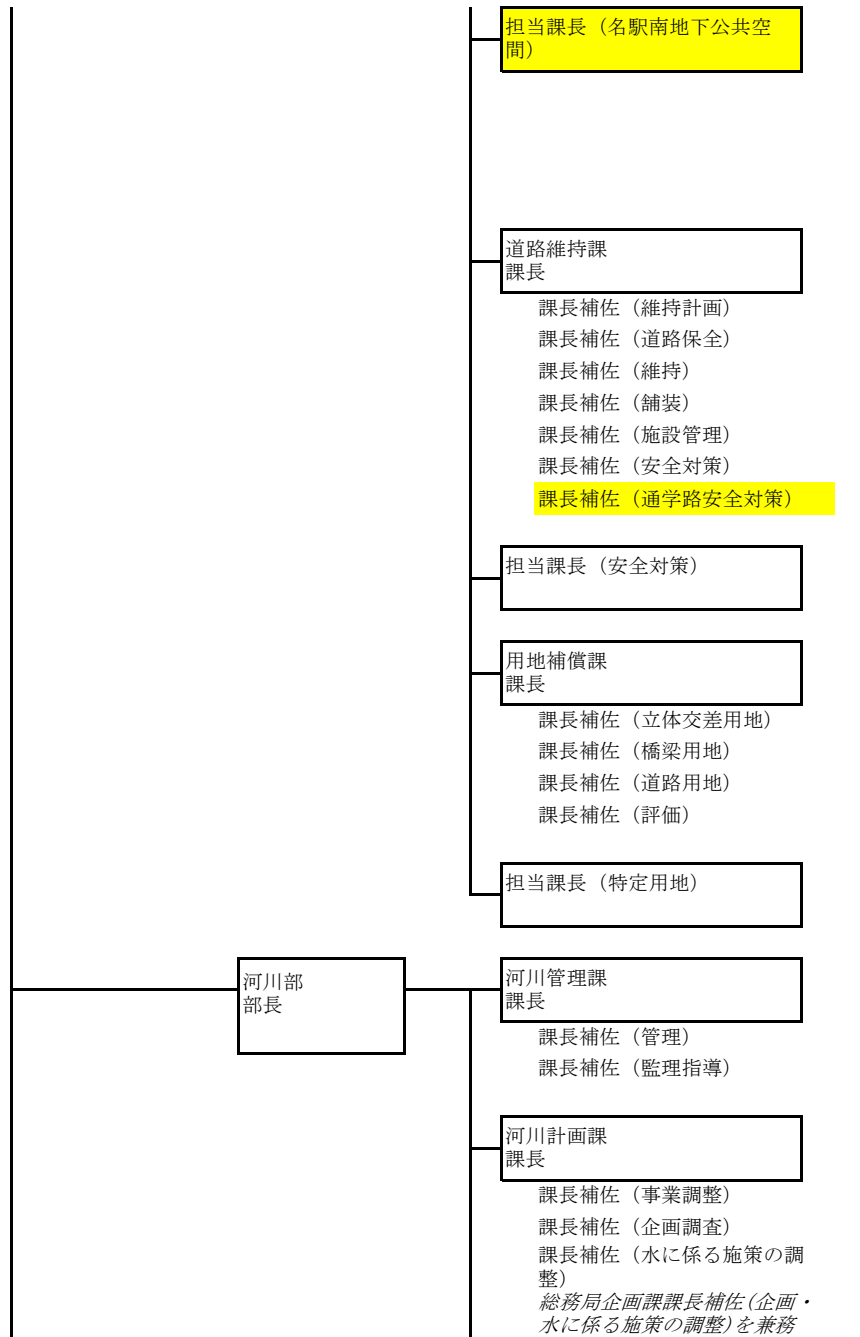 担当課長（名駅南地下公共空
間）
道路維持課
課長
課長補佐（維持計画）
課長補佐（道路保全）
課長補佐（維持）
課長補佐（舗装）
課長補佐（施設管理）
課長補佐（安全対策）
課長補佐（通学路安全対策）
担当課長（安全対策）
用地補償課
課長
課長補佐（立体交差用地）
課長補佐（橋梁用地）
課長補佐（道路用地）
課長補佐（評価）
担当課長（特定用地）
河川部
部長
河川管理課
課長
課長補佐（管理）
課長補佐（監理指導）
河川計画課
課長
課長補佐（事業調整）
課長補佐（企画調査）
課長補佐（水に係る施策の調
整）
総務局企画課課長補佐(企画・
水に係る施策の調整)を兼務